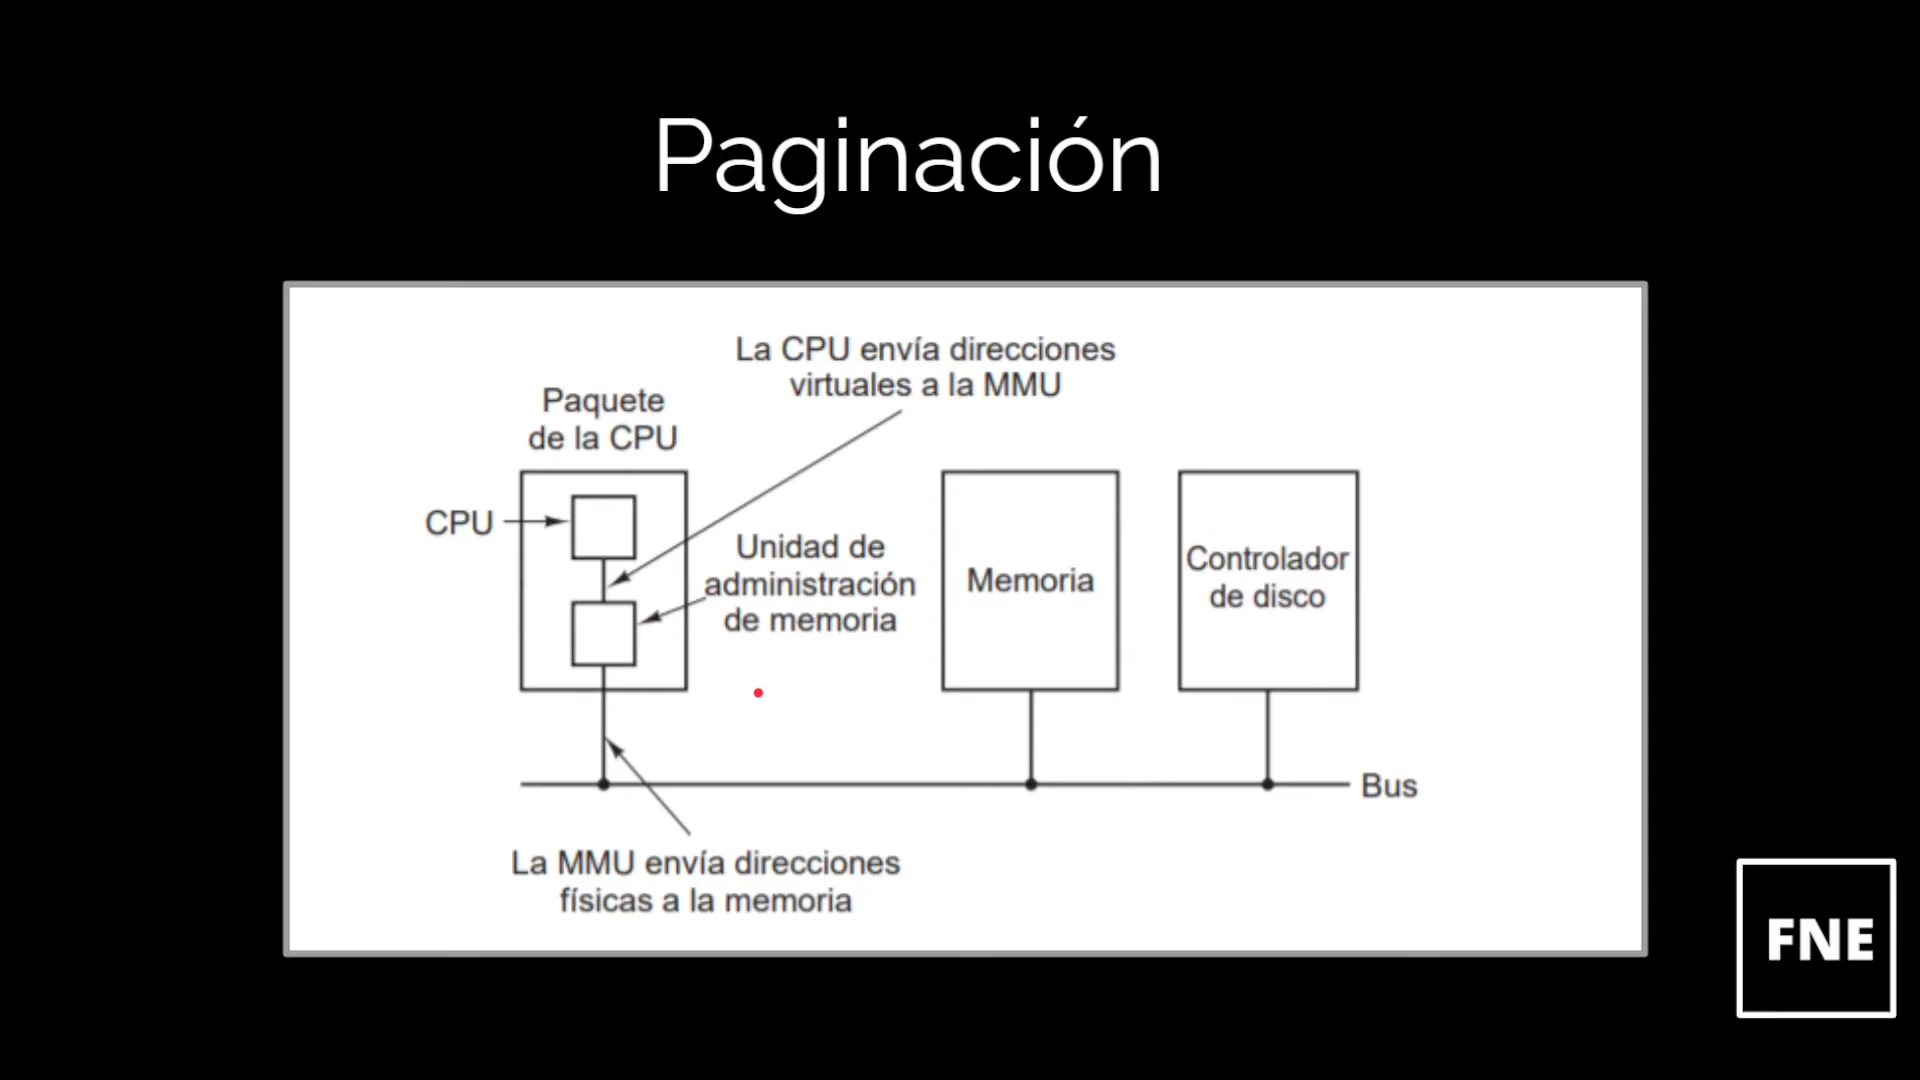 Paginación
La CPU envía direcciones
virtuales a la MMU
Paquete
de la CPU
CPU
Unidad de
administración
de memoria
Memoria
Controlador
de disco
Bus
La MMU envía direcciones
físicas a la memoria
FNE